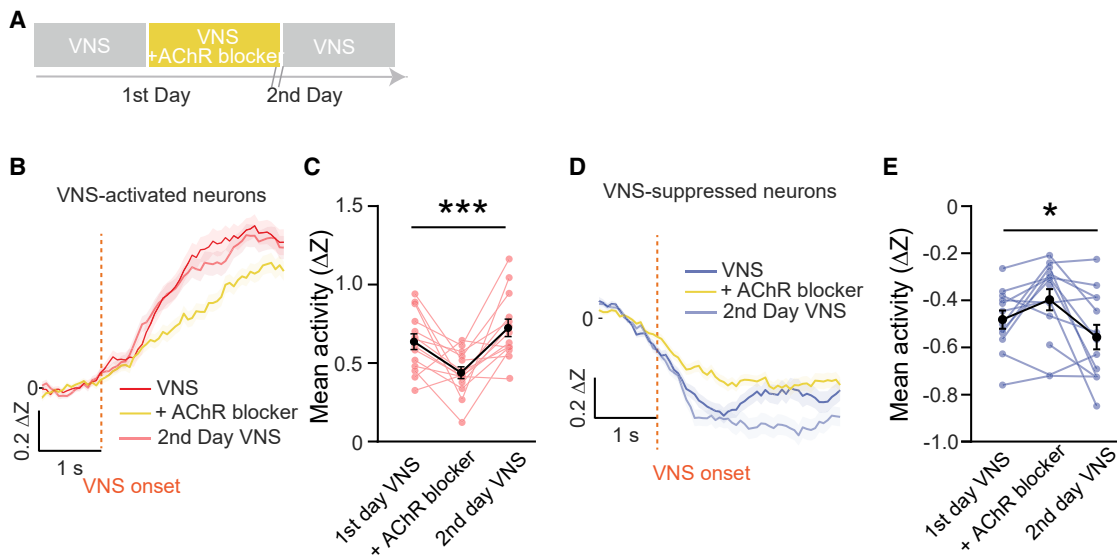 A
VNS
VNS
+AChR blocker
VNS
1st Day
2nd Day
B
VNS-activated neurons
0
0.2 ΔZ
1 s
VNS onset
VNS
+ AChR blocker
2nd Day VNS
C
***
Mean activity (ΔZ)
1.5
1.0
0.5
0
1st day VNS
+ AChR blocker
2nd day VNS
D
VNS-suppressed neurons
VNS
+ AChR blocker
2nd Day VNS
0
0.2 ΔZ
1 s
VNS onset
E
*
Mean activity (ΔZ)
0
-0.2
-0.4
-0.6
-0.8
-1.0
1st day VNS
+ AChR blocker
2nd day VNS